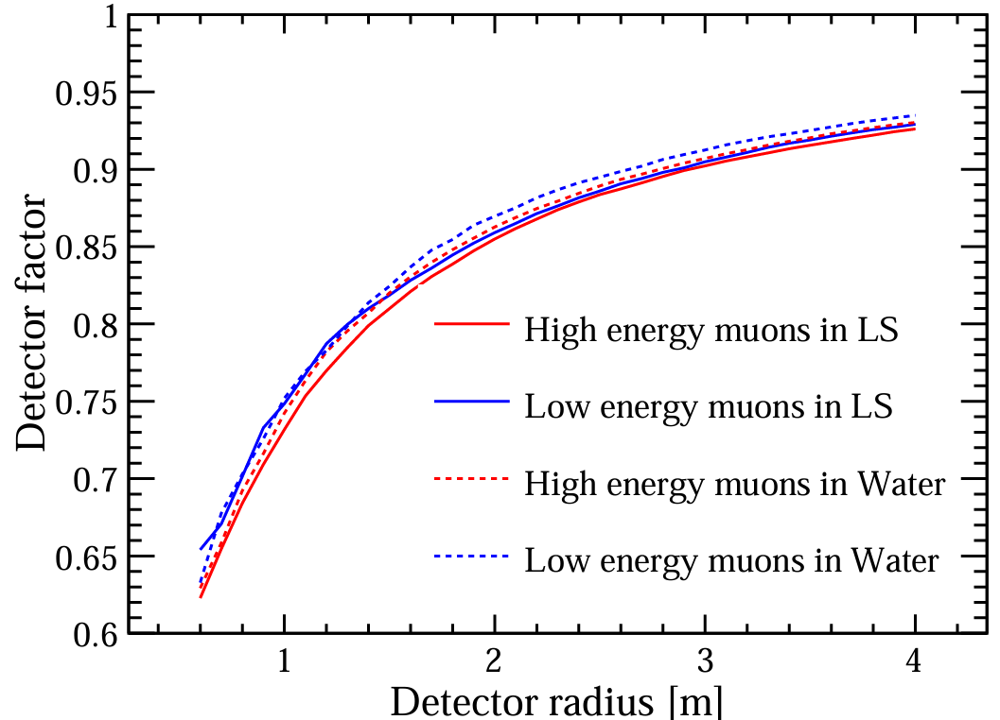 1
0.95
0.9
0.85
0.8
0.75
0.7
0.65
0.6
Detector factor
High energy muons in LS
Low energy muons in LS
High energy muons in Water
Low energy muons in Water
1 2 3 4
Detector radius [m]